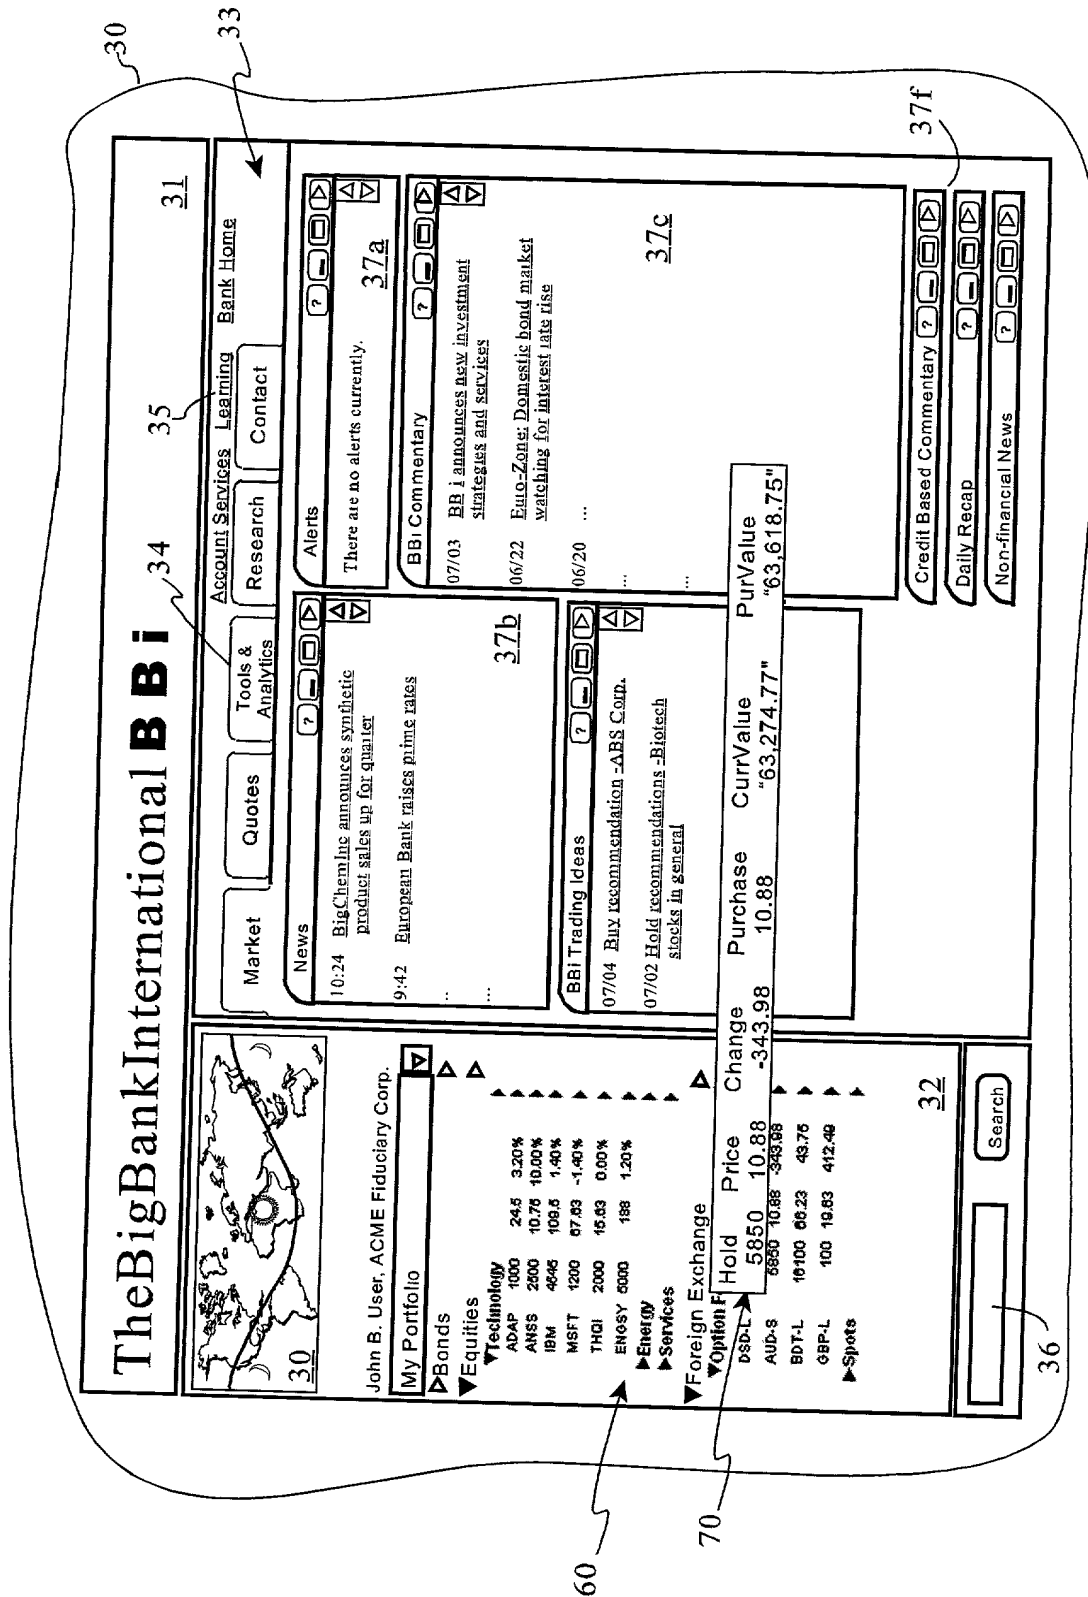 30
33
TheBigBankInternational BBi
31
35
34
Account Services Learning Bank Home
Market
Quotes
Tools &
Analytics
Research
Contact
30
John B. User, ACME Fiduciary Corp.
My Portfolio
Bonds
Equities
Technology
ADAP 1000 24.5 3.20%
ANSS 2500 10.75 10.00%
IBM 4545 109.5 1.40%
MSFT 1200 67.63 -1.40%
THQI 2000 15.63 0.00%
ENGSY 5000 188 1.20%
Energy
Services
Foreign Exchange
Option F
DSD-L
AUD-S 5850 10.88 -343.98
BDT-L 16100 66.23 43.75
GBP-L 100 19.83 412.49
Spots
32
Search
36
60
70
News
?
10:24 BigChemInc announces synthetic
product sales up for quarter
9:42 European Bank raises prime rates
..
...
37b
Alerts
?
There are no alerts currently.
37a
BBi Trading Ideas
?
07/04 Buy recommendation -ABS Corp.
07/02 Hold recommendations -Biotech
stocks in general
BBi Commentary
?
07/03 BB i announces new investment
strategies and services
06/22 Euro-Zone: Domestic bond market
watching for interest rate rise
06/20 ...
...
...
37c
Hold Price Change Purchase CurrValue PurValue
5850 10.88 -343.98 10.88 "63,274.77" "63,618.75"
Credit Based Commentary ?
37f
Daily Recap ?
Non-financial News ?